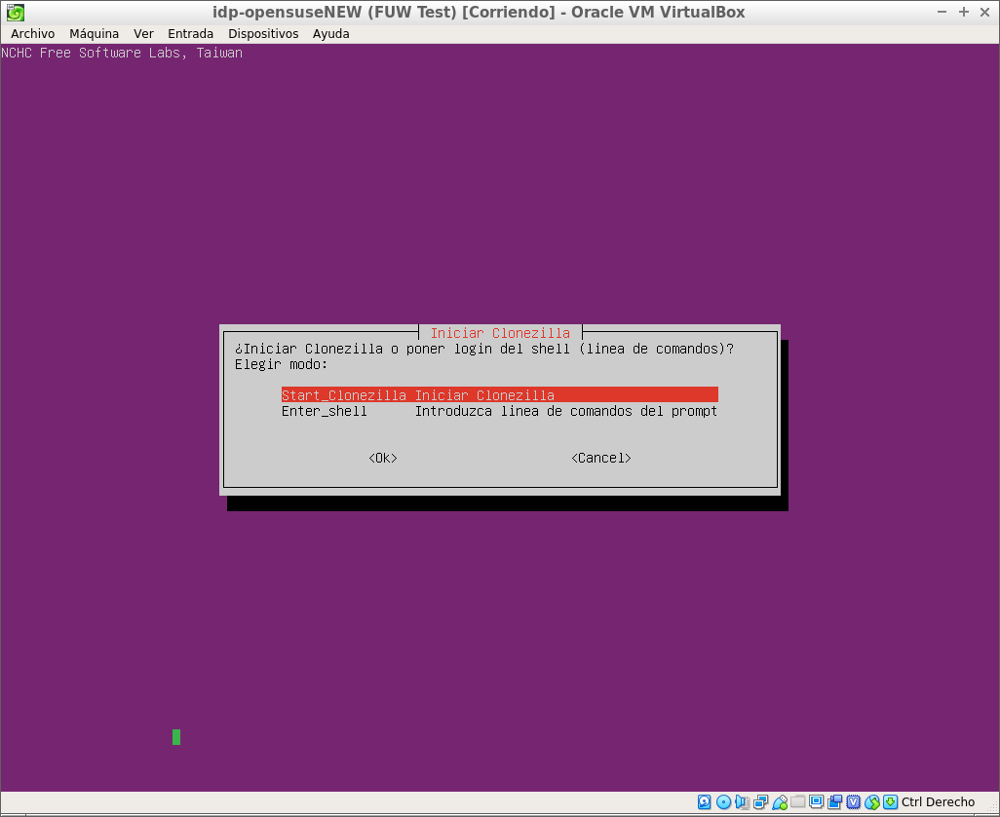 idp-opensuseNEW (FUW Test) [Corriendo] - Oracle VM VirtualBox
Archivo Máquina Ver Entrada Dispositivos Ayuda
NCHC Free Software Labs, Taiwan
Iniciar Clonezilla
¿Iniciar Clonezilla o poner login del shell (linea de comandos)?
Elegir modo:
Start_Clonezilla Iniciar Clonezilla
Enter_shell Introduzca linea de comandos del prompt
<Ok> <Cancel>
Ctrl Derecho